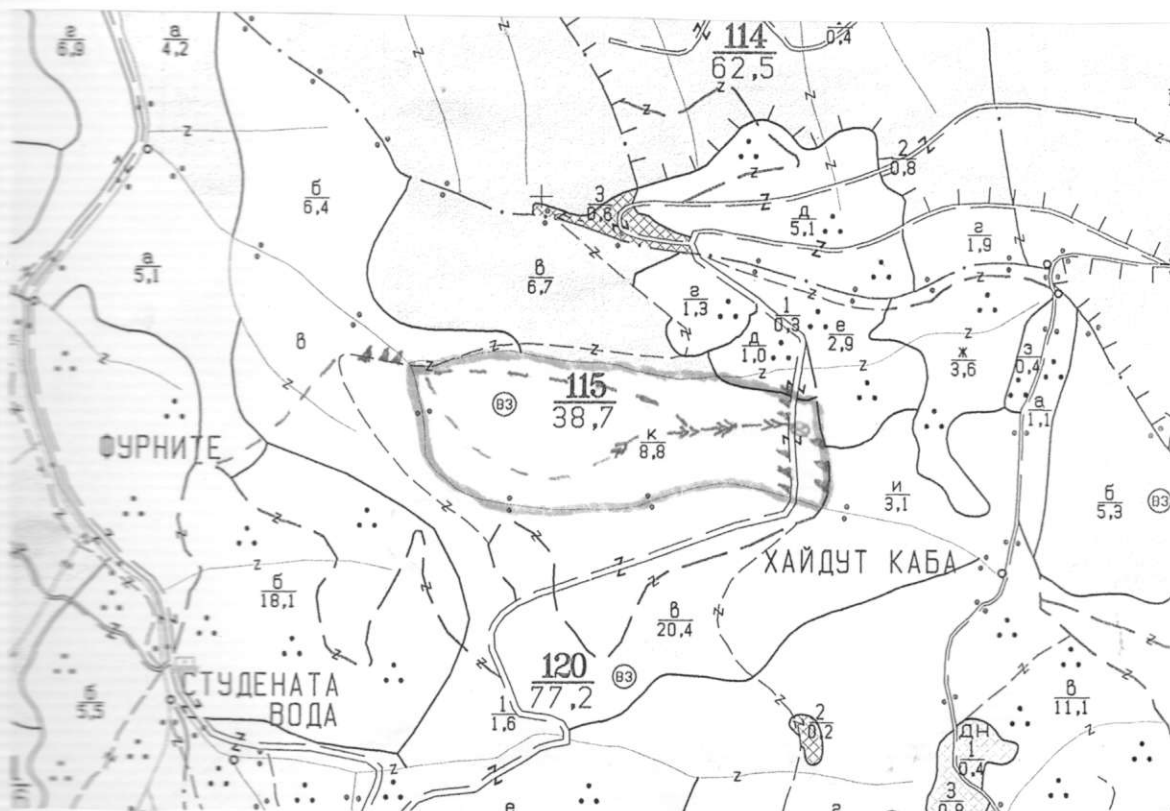 г
6,9
а
4,2
114
62,5
0,4
2
0,8
б
6,4
3
0,6
д
5,1
г
1,9
а
5,1
в
6,7
г
1,3
1
0,3
е
2,9
в
д
1,0
ж
3,6
з
0,4
115
38,7
ВЗ
а
1,1
ФУРНИТЕ
к
8,8
и
3,1
б
5,3
ВЗ
ХАЙДУТ КАБА
б
18,1
в
20,4
120
77,2
ВЗ
СТУДЕНАТА
ВОДА
б
5,5
1
1,6
2
0,2
в
11,1
ДН
1
0,4
3
0,9
е
г